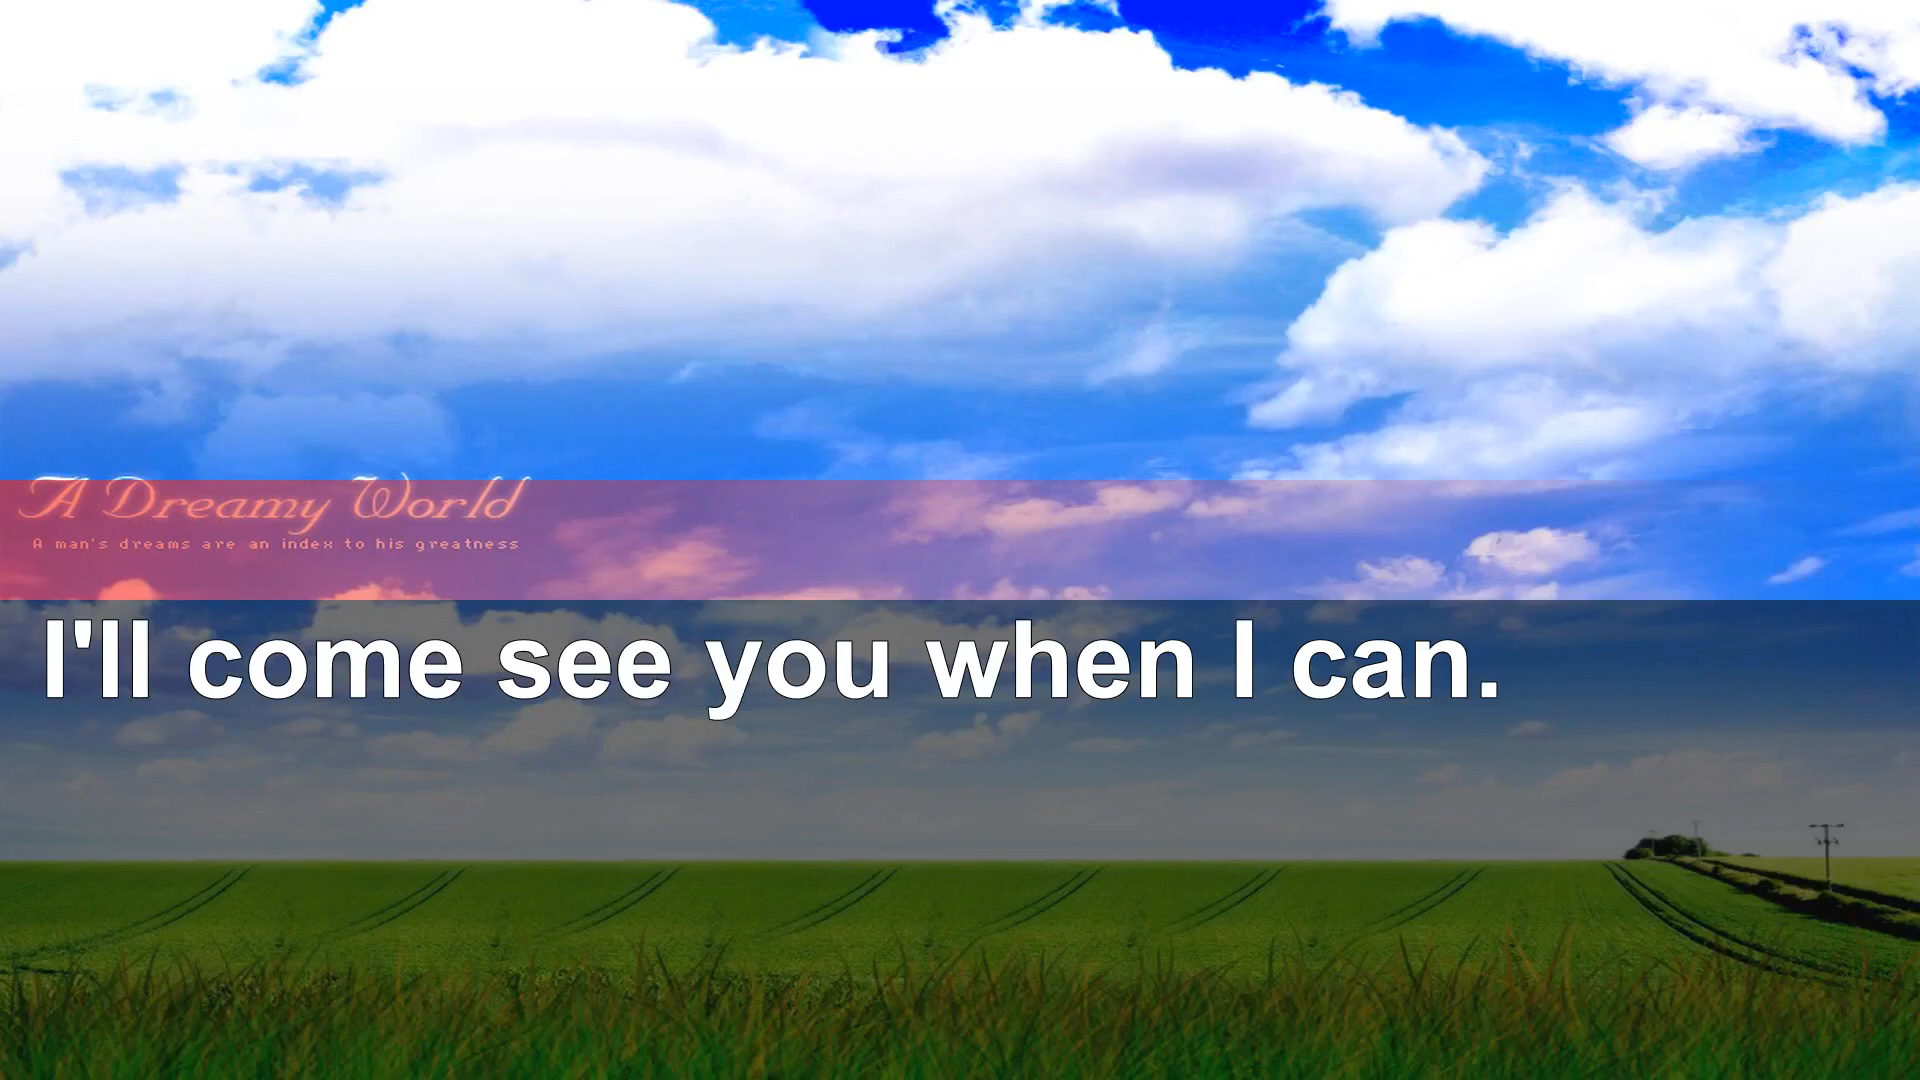 A Dreamy World
A man's dreams are an index to his greatness
I'll come see you when I can.